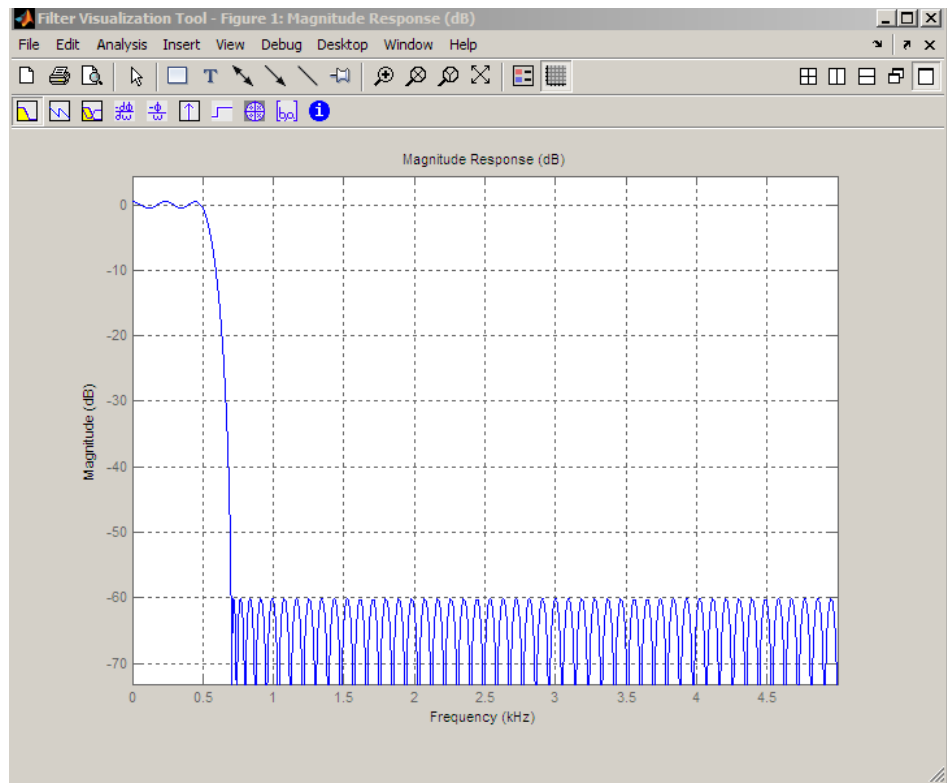 Filter Visualization Tool - Figure 1: Magnitude Response (dB)
File Edit Analysis Insert View Debug Desktop Window Help
T
-dϕ
dω
-ϕ
ω
[b,a]
i
Magnitude Response (dB)
0
-10
-20
-30
-40
-50
-60
-70
Magnitude (dB)
0 0.5 1 1.5 2 2.5 3 3.5 4 4.5
Frequency (kHz)